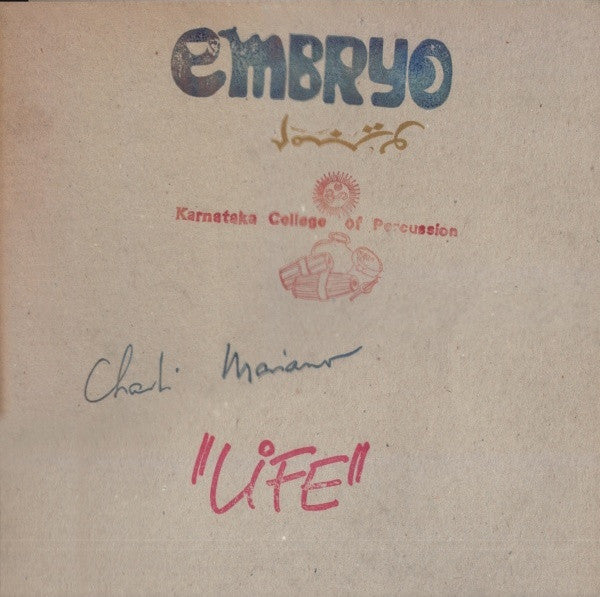 embryo
Karnataka College of Percussion
Charli Mariano
"LiFE"